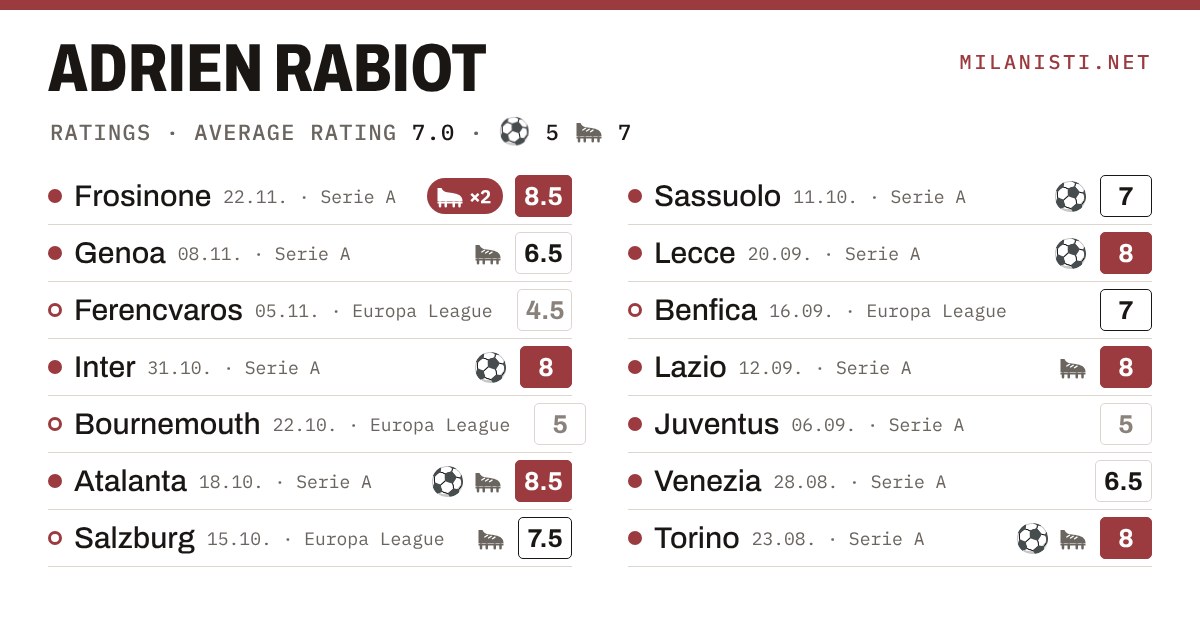 ADRIEN RABIOT
MILANISTI.NET
RATINGS · AVERAGE RATING 7.0 · ⚽ 5 7
Frosinone 22.11. · Serie A ×2 8.5
Genoa 08.11. · Serie A 6.5
Ferencvaros 05.11. · Europa League 4.5
Inter 31.10. · Serie A ⚽ 8
Bournemouth 22.10. · Europa League 5
Atalanta 18.10. · Serie A ⚽ 8.5
Salzburg 15.10. · Europa League 7.5
Sassuolo 11.10. · Serie A ⚽ 7
Lecce 20.09. · Serie A ⚽ 8
Benfica 16.09. · Europa League 7
Lazio 12.09. · Serie A 8
Juventus 06.09. · Serie A 5
Venezia 28.08. · Serie A 6.5
Torino 23.08. · Serie A ⚽ 8